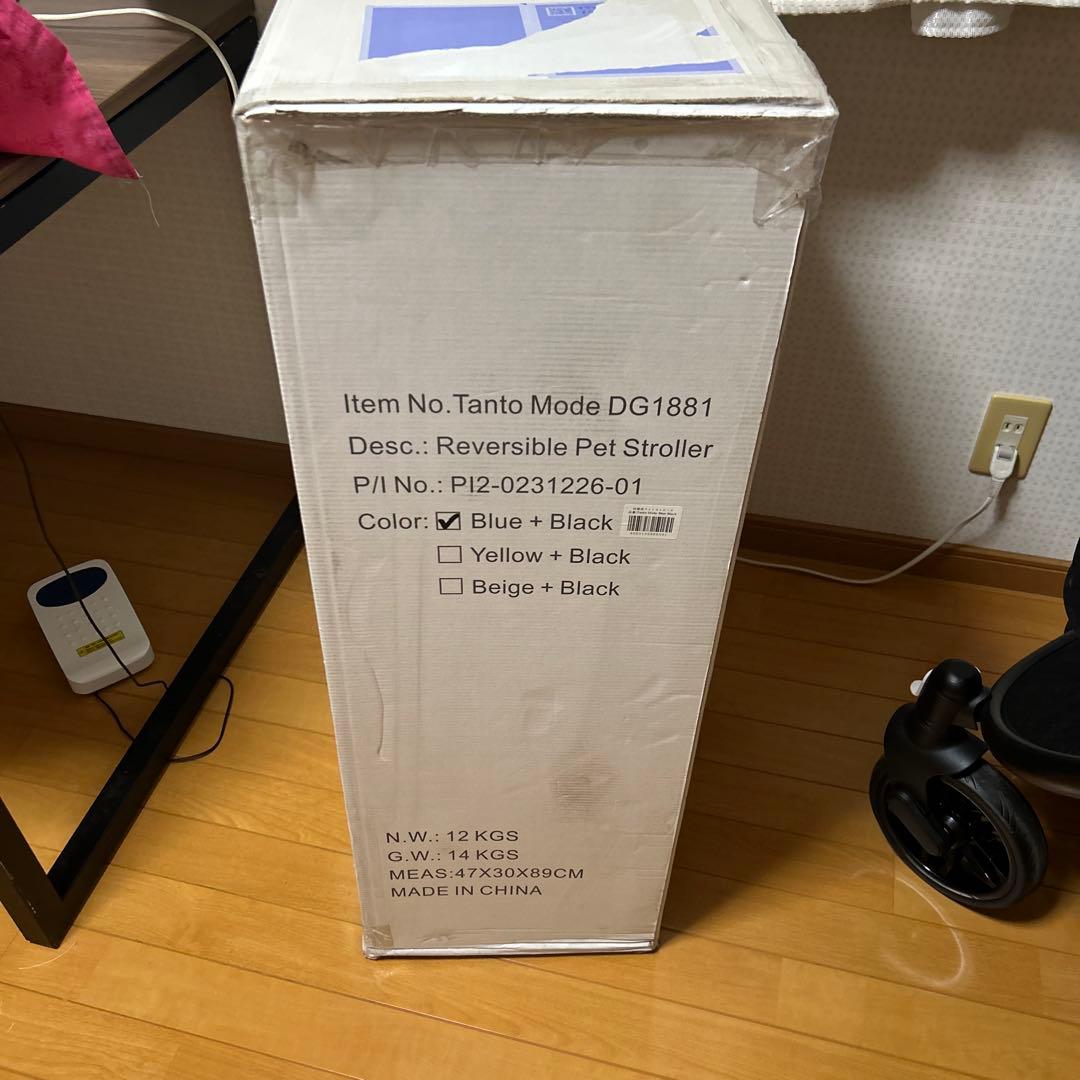 Item No.Tanto Mode DG1881
Desc.: Reversible Pet Stroller
P/I No.: PI2-0231226-01
Color: ☑ Blue + Black
☐ Yellow + Black
☐ Beige + Black
N.W.: 12 KGS
G.W.: 14 KGS
MEAS:47X30X89CM
MADE IN CHINA